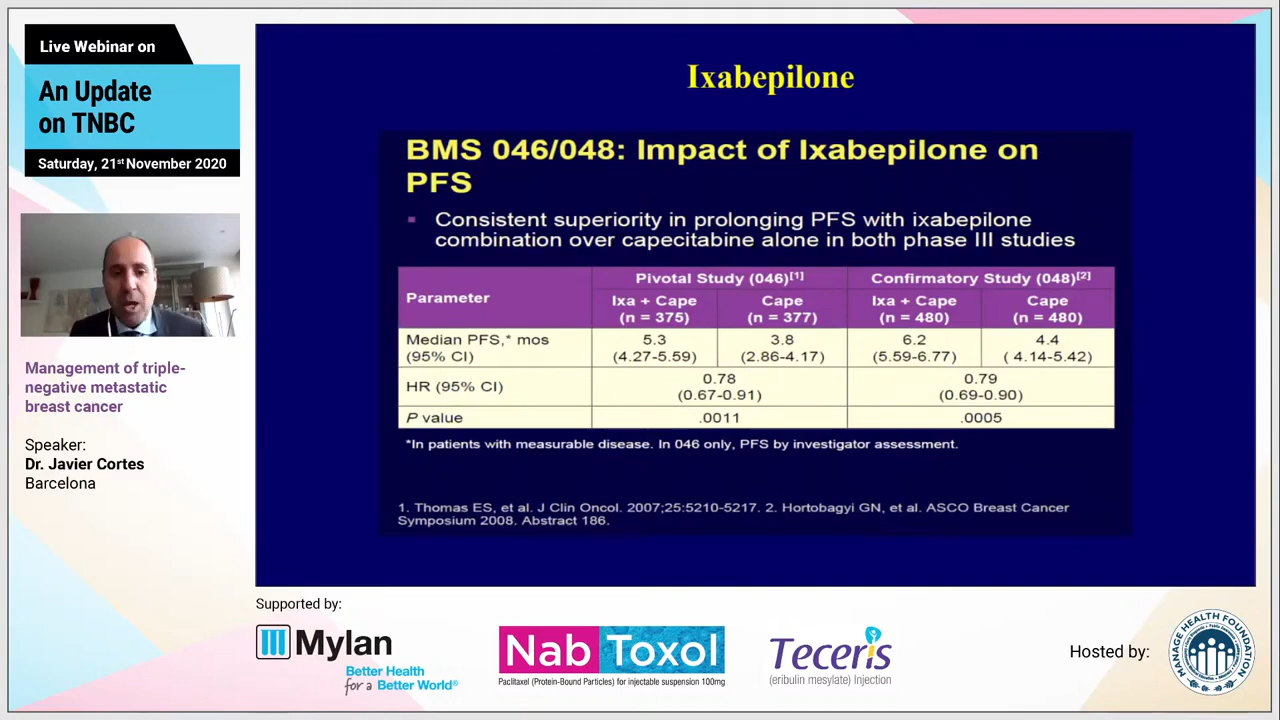 Live Webinar on
An Update
on TNBC
Saturday, 21st November 2020
Management of triple-
negative metastatic
breast cancer
Speaker:
Dr. Javier Cortes
Barcelona
Ixabepilone
BMS 046/048: Impact of Ixabepilone on
PFS
Consistent superiority in prolonging PFS with ixabepilone
combination over capecitabine alone in both phase III studies
Parameter
Pivotal Study (046)[1]
Confirmatory Study (048)[2]
Ixa + Cape
(n = 375)
Cape
(n = 377)
Ixa + Cape
(n = 480)
Cape
(n = 480)
Median PFS,* mos
(95% CI)
5.3
(4.27-5.59)
3.8
(2.86-4.17)
6.2
(5.59-6.77)
4.4
( 4.14-5.42)
HR (95% CI)
0.78
(0.67-0.91)
0.79
(0.69-0.90)
P value
.0011
.0005
*In patients with measurable disease. In 046 only, PFS by investigator assessment.
1. Thomas ES, et al. J Clin Oncol. 2007;25:5210-5217. 2. Hortobagyi GN, et al. ASCO Breast Cancer
Symposium 2008. Abstract 186.
Supported by:
Mylan
Better Health
for a Better World®
Nab Toxol
Paclitaxel (Protein-Bound Particles) for injectable suspension 100mg
Teceris
(eribulin mesylate) Injection
Hosted by:
MANAGE HEALTH FOUNDATION